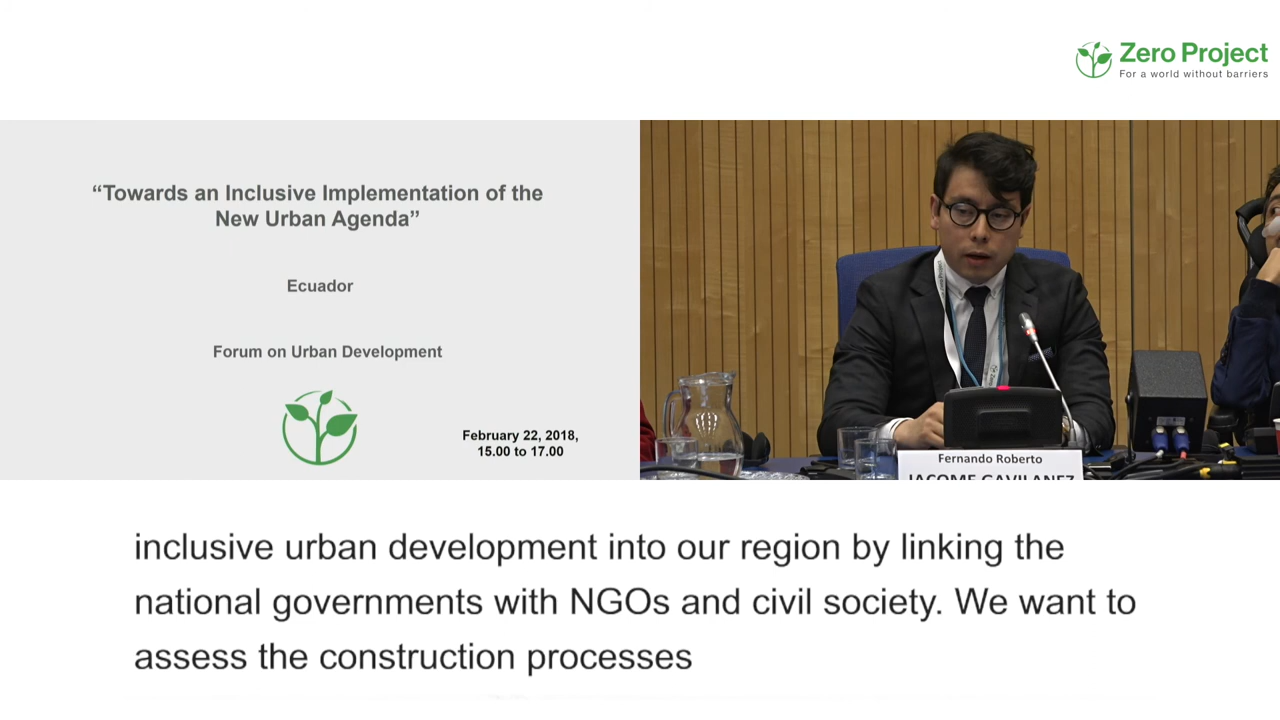 Zero Project
For a world without barriers
“Towards an Inclusive Implementation of the
New Urban Agenda”
Ecuador
Forum on Urban Development
February 22, 2018,
15.00 to 17.00
Fernando Roberto
JACOME GAVILANEZ
inclusive urban development into our region by linking the
national governments with NGOs and civil society. We want to
assess the construction processes